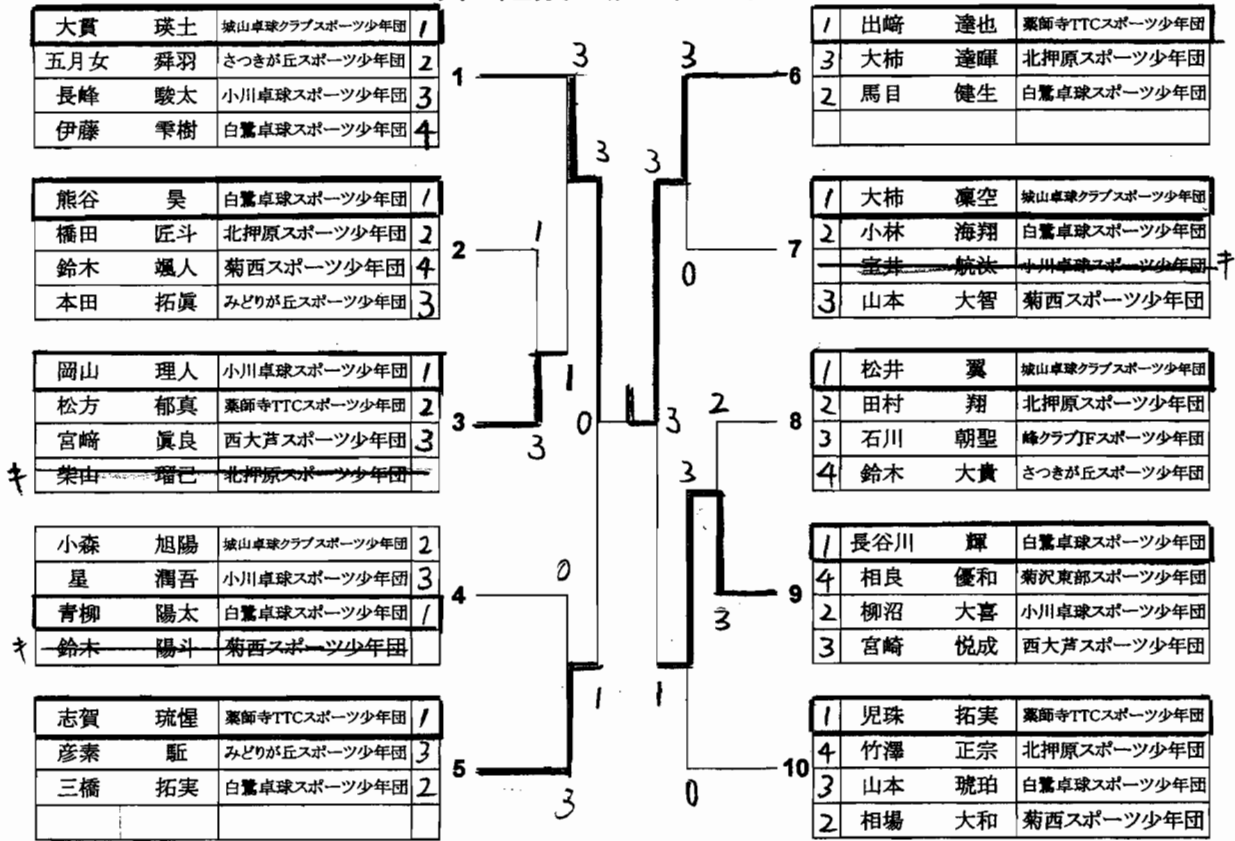 大貫 瑛士 城山卓球クラブスポーツ少年団 1
五月女 舜羽 さつきが丘スポーツ少年団 2
長峰 駿太 小川卓球スポーツ少年団 3
伊藤 雫樹 白鷺卓球スポーツ少年団 4
熊谷 昊 白鷺卓球スポーツ少年団 1
橋田 匠斗 北押原スポーツ少年団 2
鈴木 颯人 菊西スポーツ少年団 4
本田 拓眞 みどりが丘スポーツ少年団 3
岡山 理人 小川卓球スポーツ少年団 1
松方 郁真 薬師寺TTCスポーツ少年団 2
宮﨑 眞良 西大芦スポーツ少年団 3
キ 柴山 瑠己 北押原スポーツ少年団
小森 旭陽 城山卓球クラブスポーツ少年団 2
星 潤吾 小川卓球スポーツ少年団 3
青柳 陽太 白鷺卓球スポーツ少年団 1
キ 鈴木 陽斗 菊西スポーツ少年団
志賀 琉惺 薬師寺TTCスポーツ少年団 1
彦素 駈 みどりが丘スポーツ少年団 3
三橋 拓実 白鷺卓球スポーツ少年団 2
1
2
3
4
5
3
3
1
1
3
0
0
1
3
3
3
0
3
2
3
3
1
0
6
7
8
9
10
1 出﨑 達也 薬師寺TTCスポーツ少年団
3 大柿 達暉 北押原スポーツ少年団
2 馬目 健生 白鷺卓球スポーツ少年団
1 大柿 凜空 城山卓球クラブスポーツ少年団
2 小林 海翔 白鷺卓球スポーツ少年団
室井 航汰 小川卓球スポーツ少年団 キ
3 山本 大智 菊西スポーツ少年団
1 松井 翼 城山卓球クラブスポーツ少年団
2 田村 翔 北押原スポーツ少年団
3 石川 朝聖 峰クラブJFスポーツ少年団
4 鈴木 大貴 さつきが丘スポーツ少年団
1 長谷川 輝 白鷺卓球スポーツ少年団
4 相良 優和 菊沢東部スポーツ少年団
2 柳沼 大喜 小川卓球スポーツ少年団
3 宮崎 悦成 西大芦スポーツ少年団
1 児珠 拓実 薬師寺TTCスポーツ少年団
4 竹澤 正宗 北押原スポーツ少年団
3 山本 琥珀 白鷺卓球スポーツ少年団
2 相場 大和 菊西スポーツ少年団